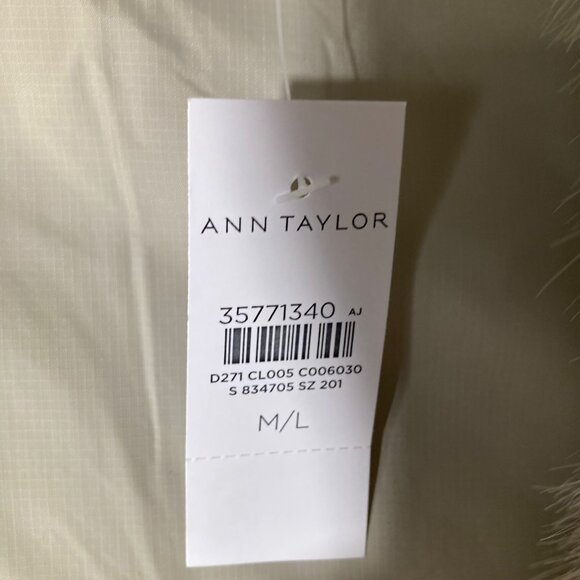 ANN TAYLOR
35771340 AJ
D271 CL005 C006030
S 834705 SZ 201
M/L